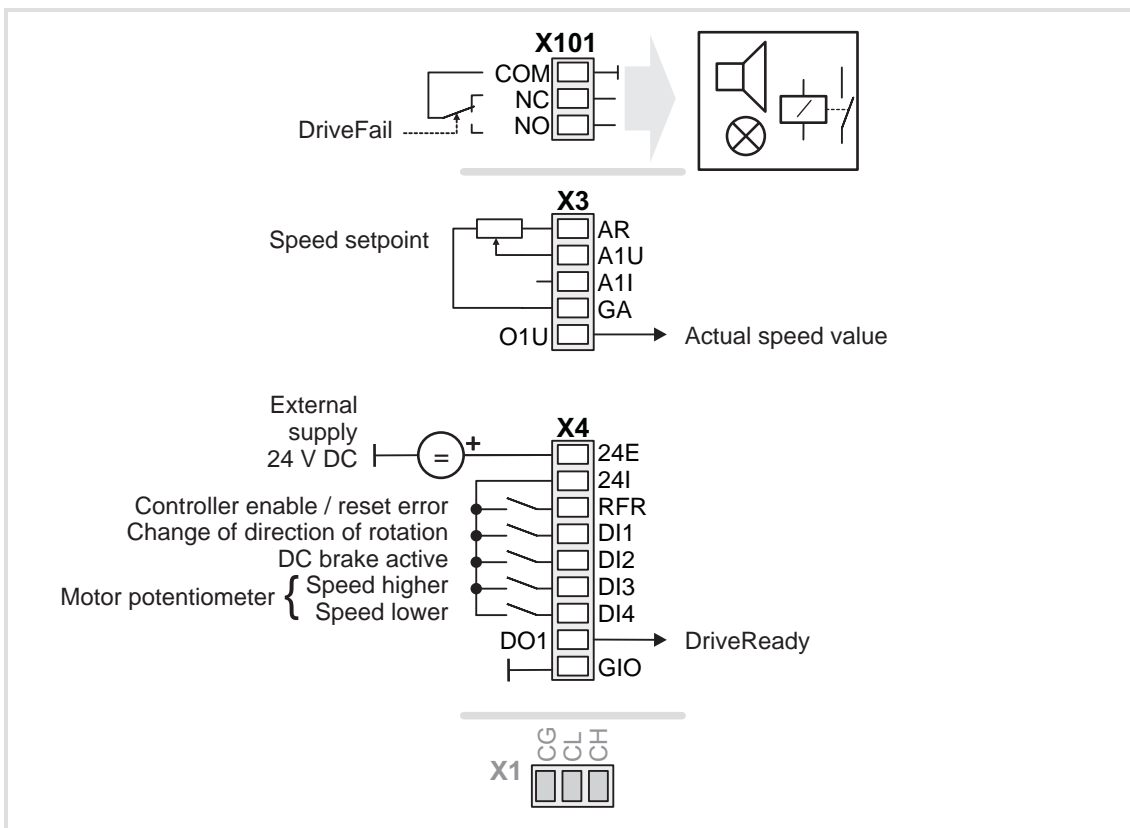 X101
COM
NC
NO
DriveFail
X3
AR
Speed setpoint
A1U
A1I
GA
O1U
Actual speed value
External
supply
24 V DC
=
+
X4
24E
24I
Controller enable / reset error
RFR
Change of direction of rotation
DI1
DC brake active
DI2
Motor potentiometer { Speed higher
DI3
Speed lower
DI4
DO1
DriveReady
GIO
X1
CG
CL
CH